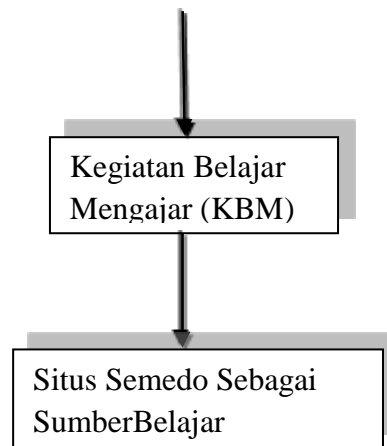 Kegiatan Belajar
Mengajar (KBM)
Situs Semedo Sebagai
SumberBelajar